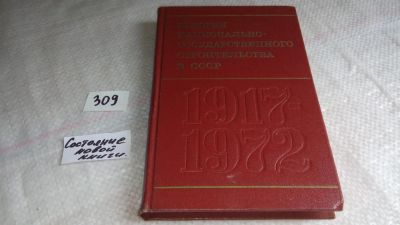 ИСТОРИЯ
НАЦИОНАЛЬНО-
ГОСУДАРСТВЕННОГО
СТРОИТЕЛЬСТВА
В СССР
1917-
1972
309
Состояние
новой
книги.